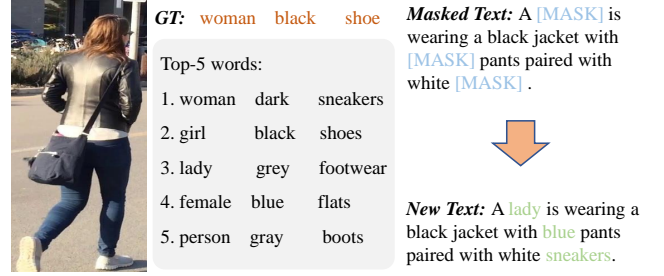 GT: woman black shoe
Top-5 words:
1. woman dark sneakers
2. girl black shoes
3. lady grey footwear
4. female blue flats
5. person gray boots
Masked Text: A [MASK] is
wearing a black jacket with
[MASK] pants paired with
white [MASK] .
New Text: A lady is wearing a
black jacket with blue pants
paired with white sneakers.